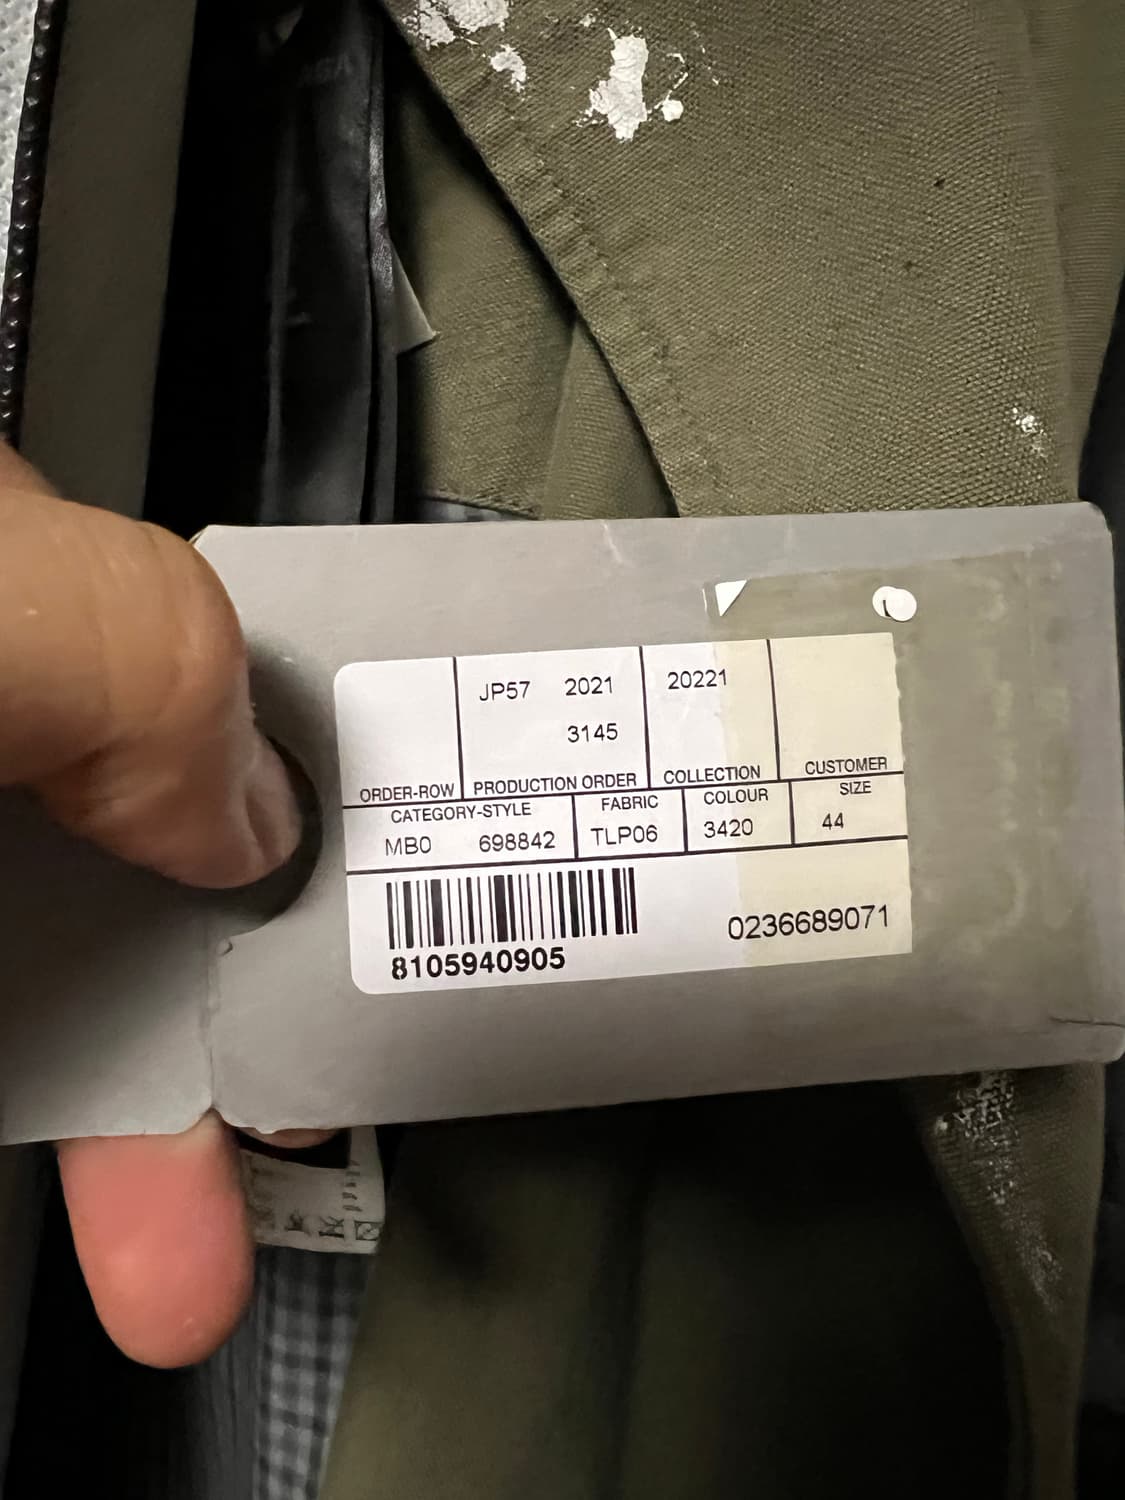 JP57 2021 20221
3145
ORDER-ROW PRODUCTION ORDER COLLECTION CUSTOMER
CATEGORY-STYLE FABRIC COLOUR SIZE
MB0 698842 TLP06 3420 44
8105940905 0236689071